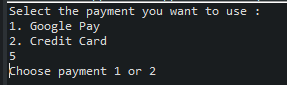 Select the payment you want to use :
1. Google Pay
2. Credit Card
5
Choose payment 1 or 2